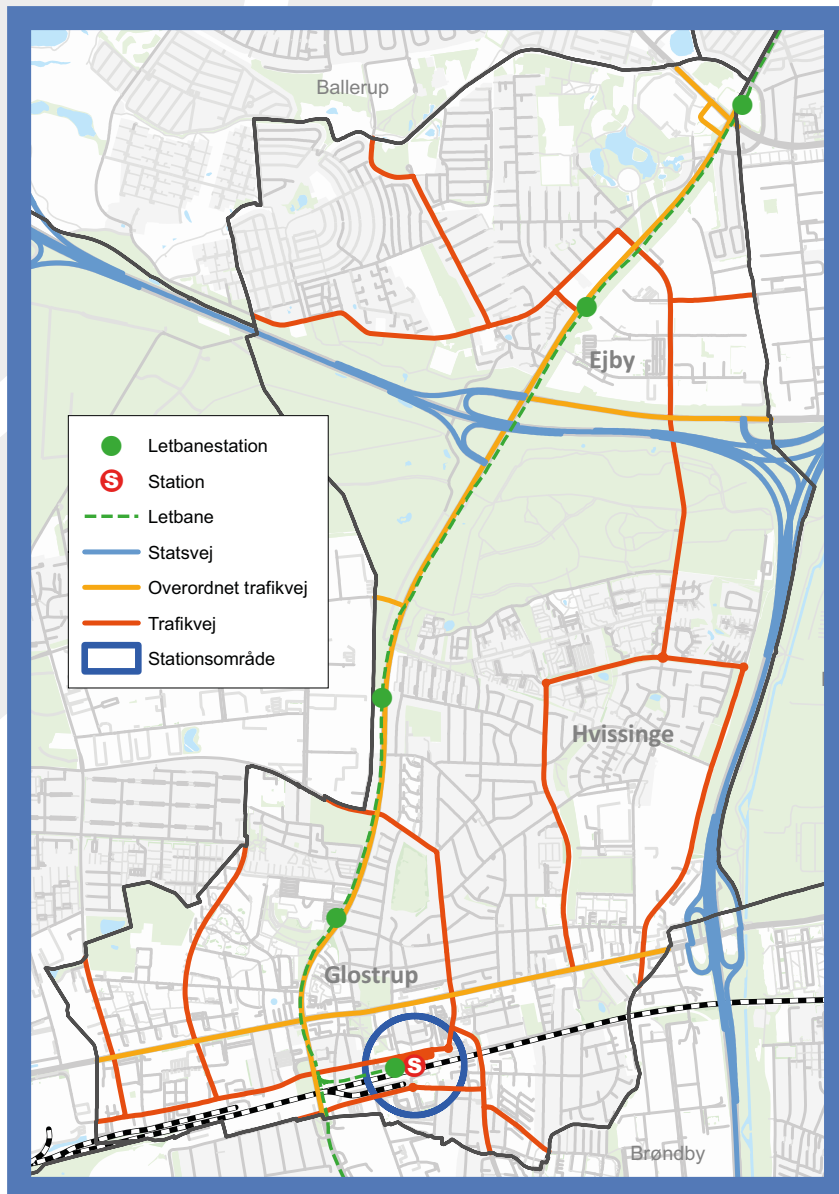 Ballerup
Ejby
Letbanestation
S
Station
Letbane
Statsvej
Overordnet trafikvej
Trafikvej
Stationsområde
Hvissinge
Glostrup
S
Brøndby